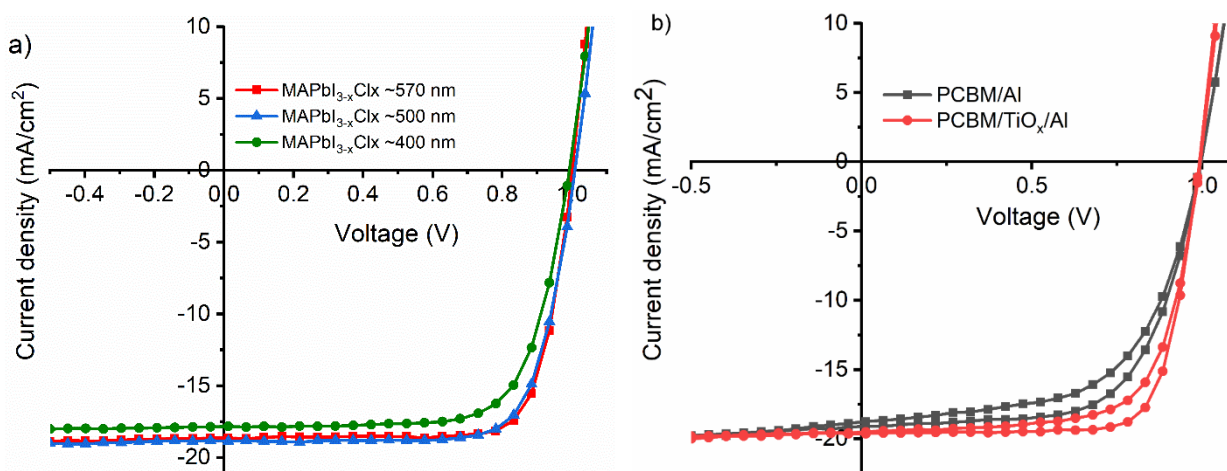 a)
10
5
0
-5
-10
-15
-20
-0.4 -0.2 0.0 0.2 0.4 0.6 0.8 1.0
Voltage (V)
Current density (mA/cm²)
MAPbI₃₋ₓClx ~570 nm
MAPbI₃₋ₓClx ~500 nm
MAPbI₃₋ₓClx ~400 nm
b)
10
5
0
-10
-20
-0.5 0.0 0.5 1.0
Voltage (V)
Current density (mA/cm²)
PCBM/Al
PCBM/TiOₓ/Al